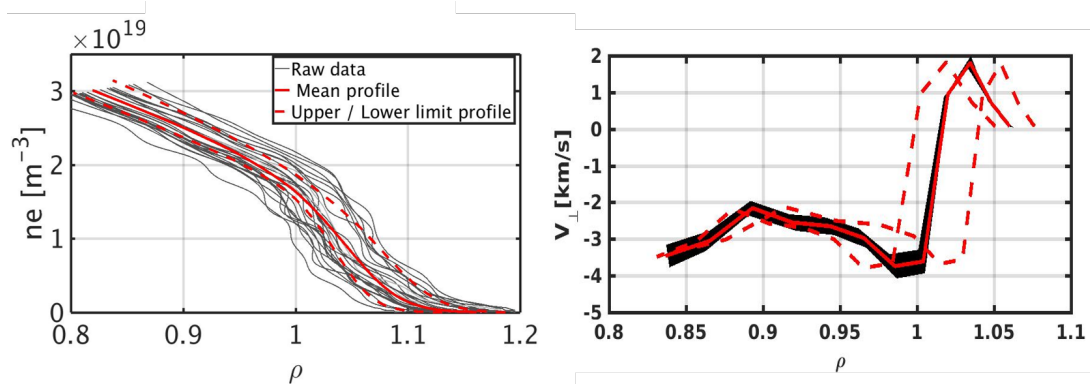 ×10^19
3
2
1
0
ne [m^−3]
Raw data
Mean profile
Upper / Lower limit profile
0.8 0.9 1 1.1 1.2
ρ
2
1
0
-1
-2
-3
-4
-5
V⊥ [km/s]
0.8 0.85 0.9 0.95 1 1.05 1.1
ρ